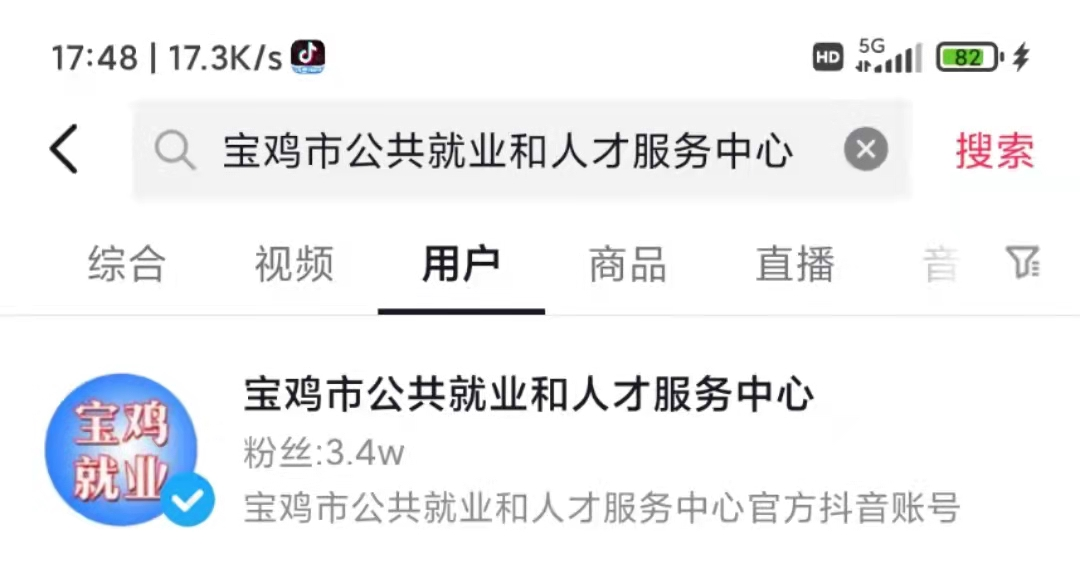 17:48 | 17.3K/s HD 5G 82
宝鸡市公共就业和人才服务中心 搜索
综合 视频 用户 商品 直播 音
宝鸡
就业
宝鸡市公共就业和人才服务中心
粉丝:3.4w
宝鸡市公共就业和人才服务中心官方抖音账号